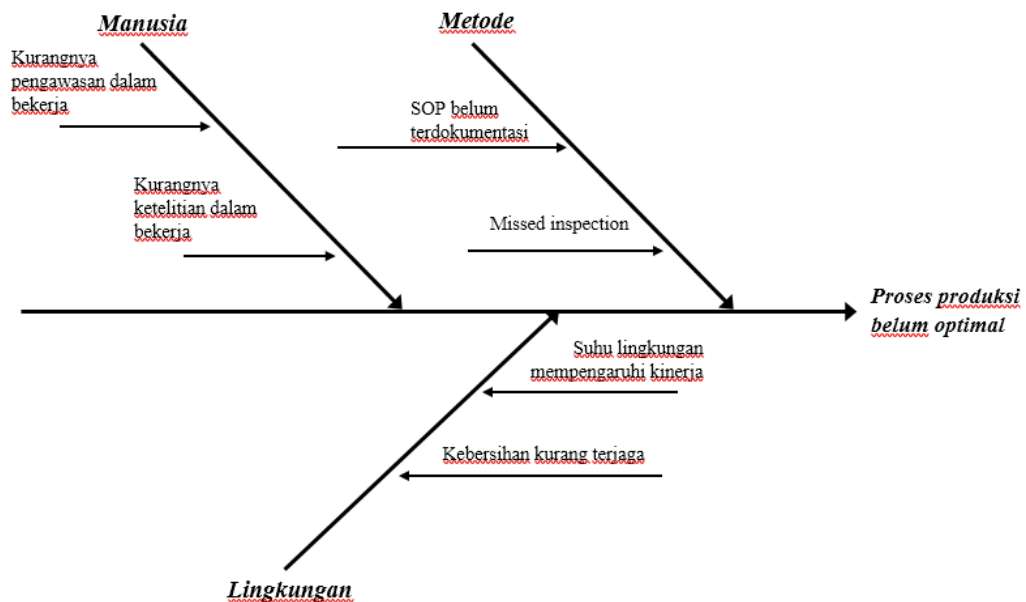 Manusia
Metode
Kurangnya
pengawasan dalam
bekerja
SOP belum
terdokumentasi
Kurangnya
ketelitian dalam
bekerja
Missed inspection
Proses produksi
belum optimal
Suhu lingkungan
mempengaruhi kinerja
Kebersihan kurang terjaga
Lingkungan